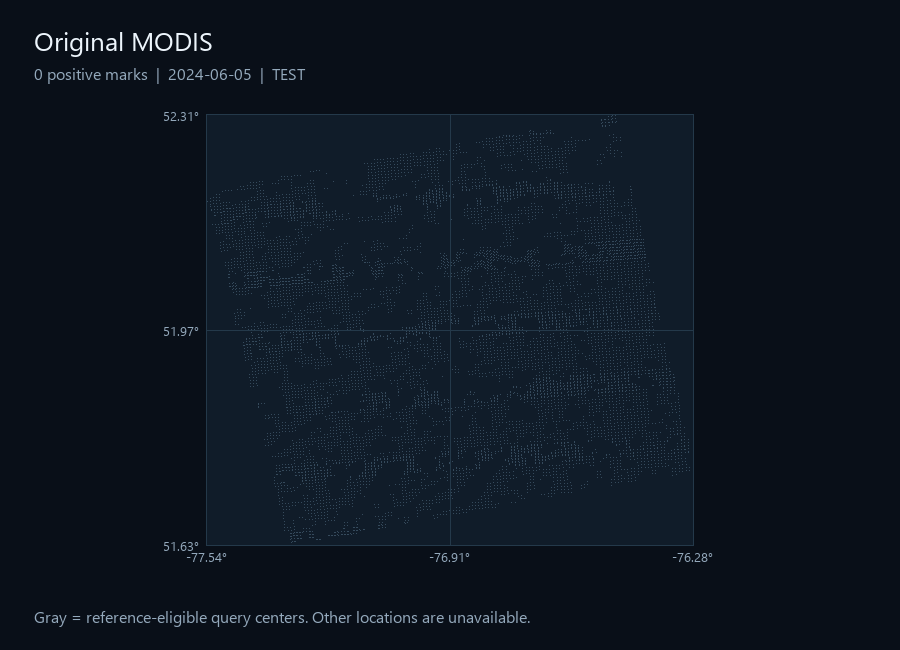 Original MODIS
0 positive marks | 2024-06-05 | TEST
52.31°
51.97°
51.63°
-77.54°
-76.91°
-76.28°
Gray = reference-eligible query centers. Other locations are unavailable.